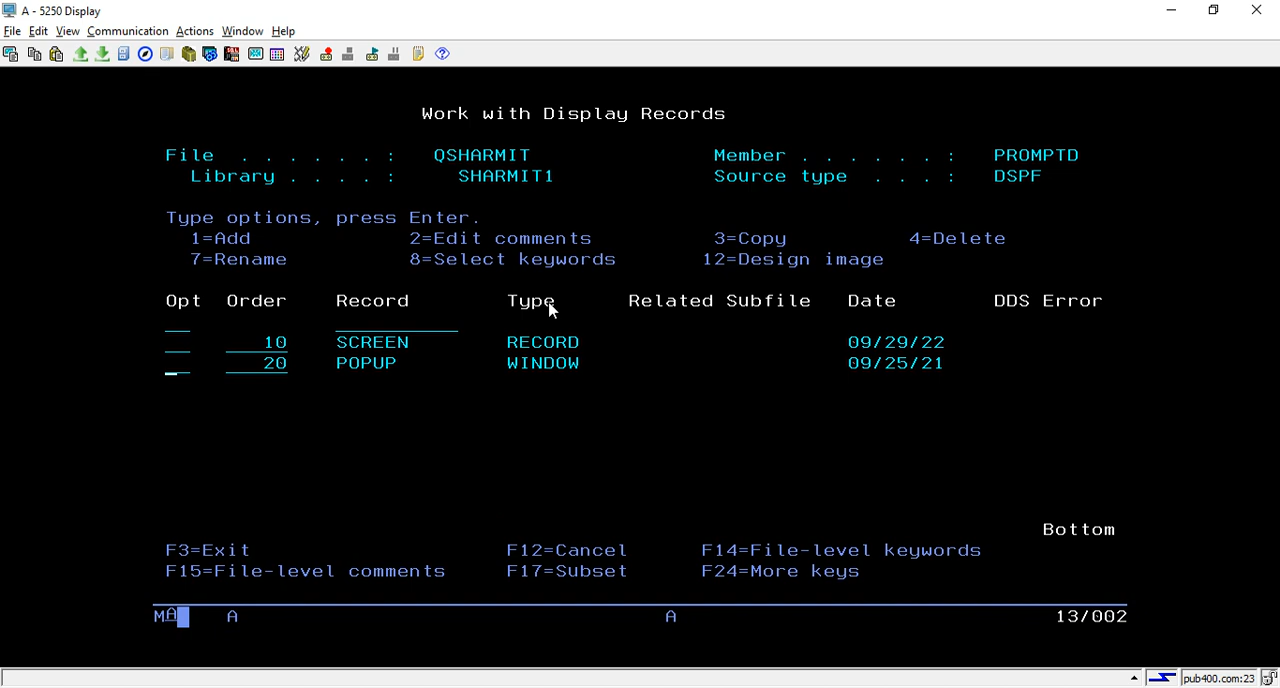 A - 5250 Display
File Edit View Communication Actions Window Help
Work with Display Records
File . . . . . . : QSHARMIT Member . . . . . . : PROMPTD
Library . . . . : SHARMIT1 Source type . . . : DSPF
Type options, press Enter.
1=Add 2=Edit comments 3=Copy 4=Delete
7=Rename 8=Select keywords 12=Design image
Opt Order Record Type Related Subfile Date DDS Error
10 SCREEN RECORD 09/29/22
20 POPUP WINDOW 09/25/21
Bottom
F3=Exit F12=Cancel F14=File-level keywords
F15=File-level comments F17=Subset F24=More keys
MA A A 13/002
pub400.com:23